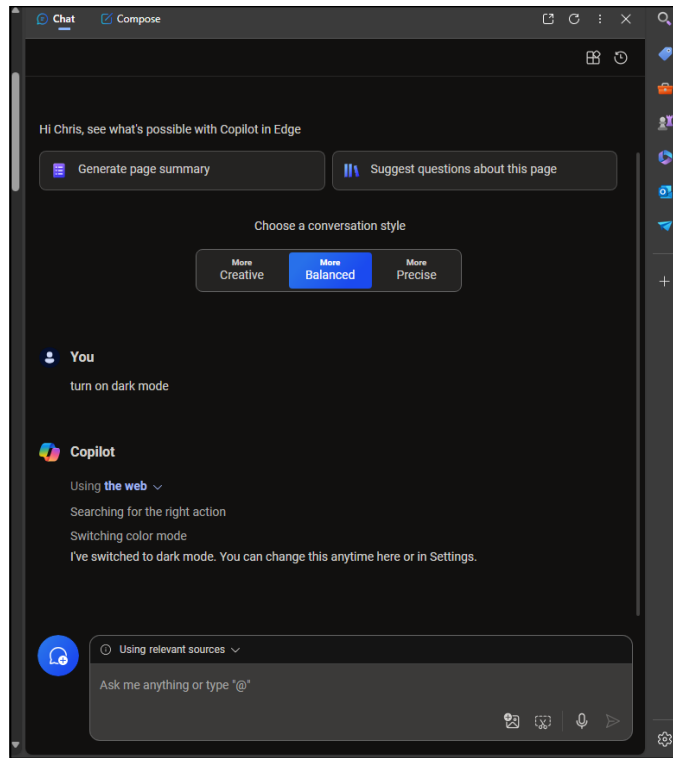 Chat
Compose
Hi Chris, see what's possible with Copilot in Edge
Generate page summary
Suggest questions about this page
Choose a conversation style
More
Creative
More
Balanced
More
Precise
You
turn on dark mode
Copilot
Using the web
Searching for the right action
Switching color mode
I've switched to dark mode. You can change this anytime here or in Settings.
Using relevant sources
Ask me anything or type "@"